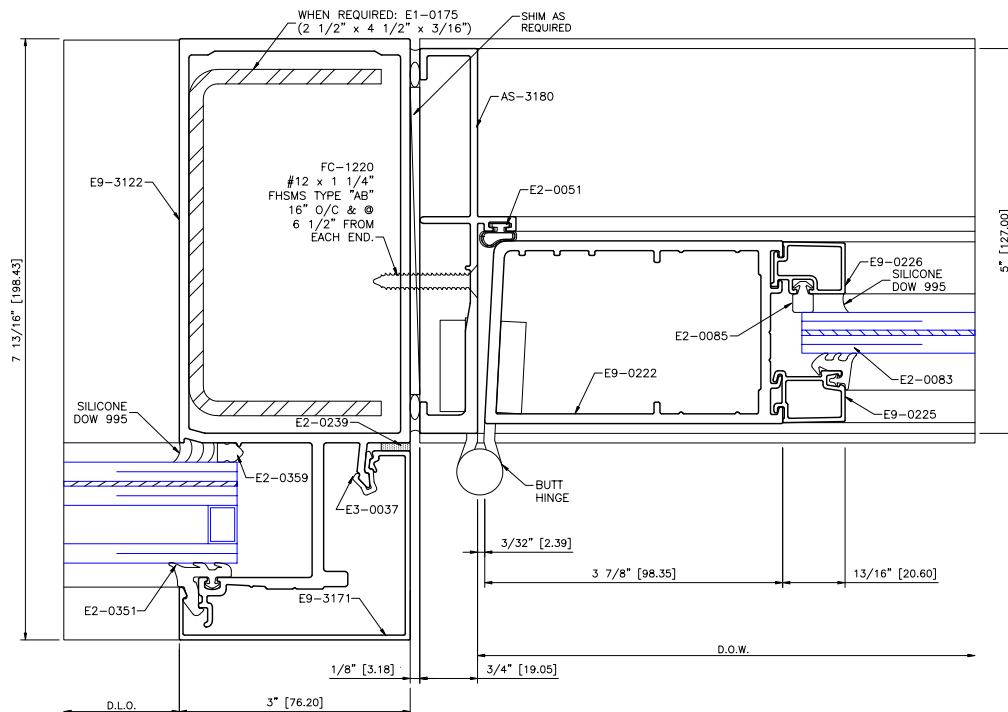 WHEN REQUIRED: E1-0175
(2 1/2" x 4 1/2" x 3/16")
SHIM AS
REQUIRED
AS-3180
FC-1220
#12 x 1 1/4"
FHSMS TYPE "AB"
16" O/C & @
6 1/2" FROM
EACH END.
E9-3122
E2-0051
5" [127.00]
E9-0226
SILICONE
DOW 995
7 13/16" [198.43]
E2-0085
E2-0083
E9-0222
E9-0225
SILICONE
DOW 995
E2-0239
E2-0359
E3-0037
BUTT
HINGE
3/32" [2.39]
3 7/8" [98.35]
13/16" [20.60]
E2-0351
E9-3171
D.O.W.
1/8" [3.18]
3/4" [19.05]
D.L.O.
3" [76.20]